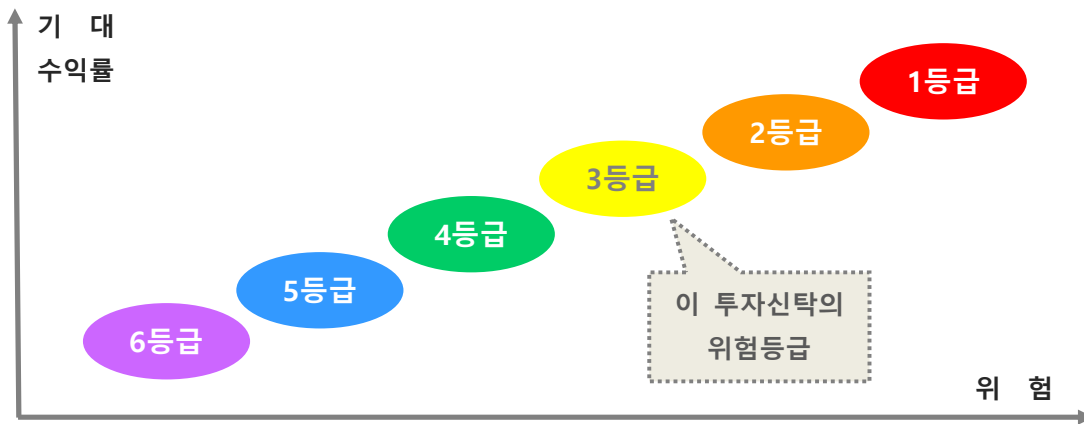 기 대
수익률
1등급
2등급
3등급
4등급
5등급
6등급
이 투자신탁의
위험등급
위 험